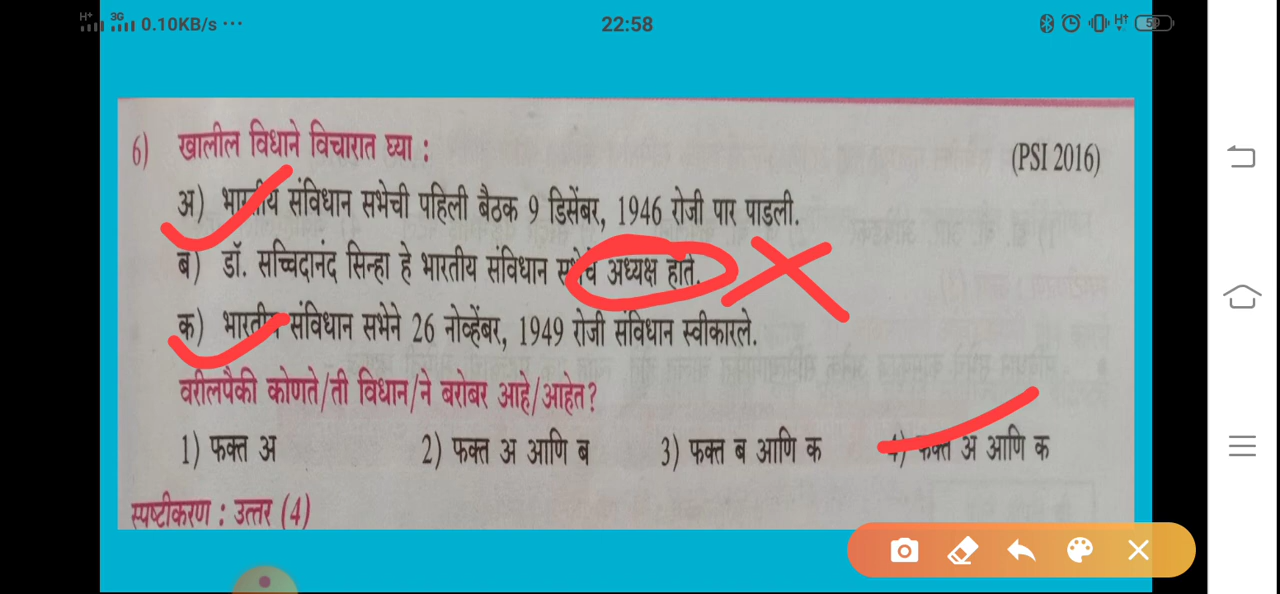 H+ 3G 0.10KB/s ... 22:58 H+ 59
6) खालील विधाने विचारात घ्या : (PSI 2016)
अ) भारतीय संविधान सभेची पहिली बैठक 9 डिसेंबर, 1946 रोजी पार पाडली.
ब) डॉ. सच्चिदानंद सिन्हा हे भारतीय संविधान सभेचे अध्यक्ष होते.
क) भारतीय संविधान सभेने 26 नोव्हेंबर, 1949 रोजी संविधान स्वीकारले.
वरीलपैकी कोणते/ती विधान/ने बरोबर आहे/आहेत?
1) फक्त अ 2) फक्त अ आणि ब 3) फक्त ब आणि क 4) फक्त अ आणि क
स्पष्टीकरण : उत्तर (4)